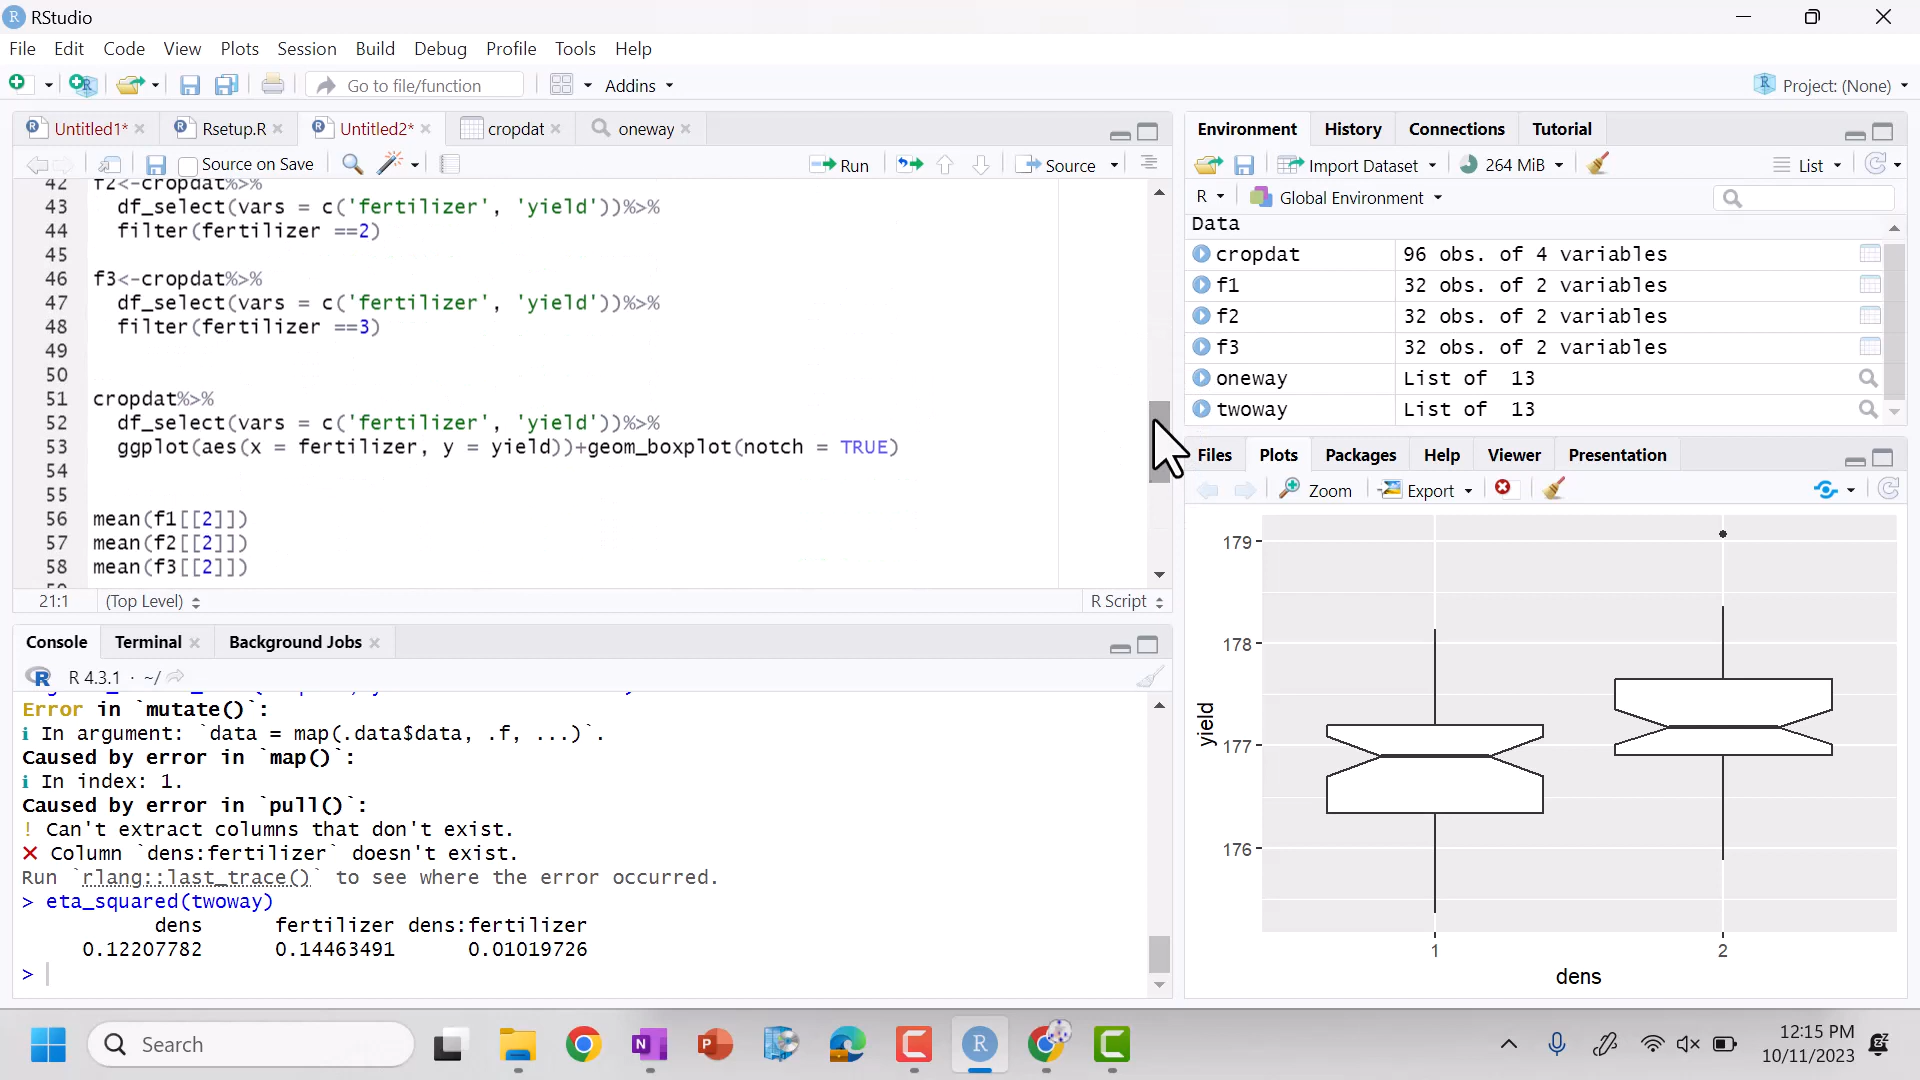 RStudio
File Edit Code View Plots Session Build Debug Profile Tools Help
Go to file/function Addins Project: (None)
Untitled1* Rsetup.R Untitled2* cropdat oneway
Source on Save Run Source
42 f2<-cropdat%>%
43 df_select(vars = c('fertilizer', 'yield'))%>%
44 filter(fertilizer ==2)
45
46 f3<-cropdat%>%
47 df_select(vars = c('fertilizer', 'yield'))%>%
48 filter(fertilizer ==3)
49
50
51 cropdat%>%
52 df_select(vars = c('fertilizer', 'yield'))%>%
53 ggplot(aes(x = fertilizer, y = yield))+geom_boxplot(notch = TRUE)
54
55
56 mean(f1[[2]])
57 mean(f2[[2]])
58 mean(f3[[2]])
21:1 (Top Level) R Script
Console Terminal Background Jobs
R 4.3.1 · ~/
Error in `mutate()`:
i In argument: `data = map(.data$data, .f, ...)`.
Caused by error in `map()`:
i In index: 1.
Caused by error in `pull()`:
! Can't extract columns that don't exist.
✖ Column `dens:fertilizer` doesn't exist.
Run `rlang::last_trace()` to see where the error occurred.
> eta_squared(twoway)
dens fertilizer dens:fertilizer
0.12207782 0.14463491 0.01019726
>
Environment History Connections Tutorial
Import Dataset 264 MiB List
R Global Environment
Data
cropdat 96 obs. of 4 variables
f1 32 obs. of 2 variables
f2 32 obs. of 2 variables
f3 32 obs. of 2 variables
oneway List of 13
twoway List of 13
Files Plots Packages Help Viewer Presentation
Zoom Export
179
178
177
176
yield
1 2
dens
Search
12:15 PM
10/11/2023